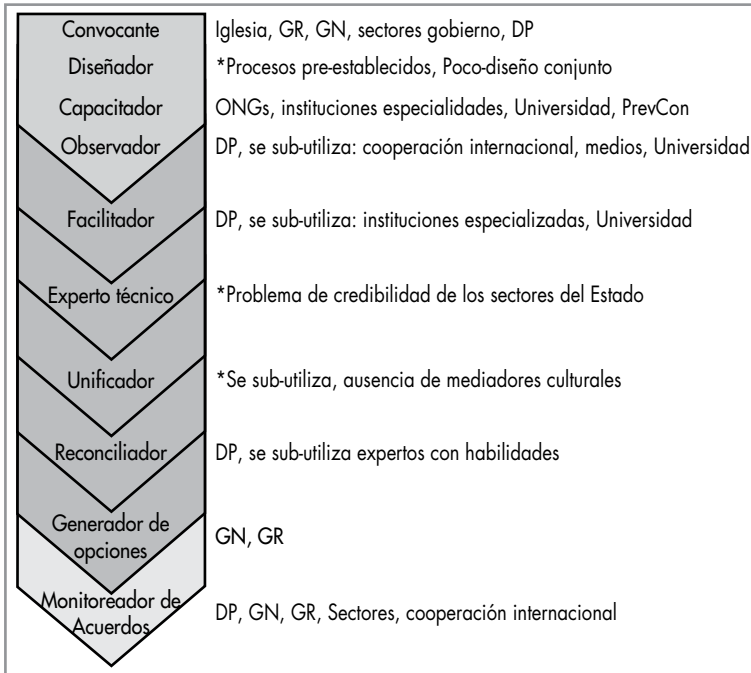 Convocante Iglesia, GR, GN, sectores gobierno, DP
Diseñador *Procesos pre-establecidos, Poco-diseño conjunto
Capacitador ONGs, instituciones especialidades, Universidad, PrevCon
Observador DP, se sub-utiliza: cooperación internacional, medios, Universidad
Facilitador DP, se sub-utiliza: instituciones especializadas, Universidad
Experto técnico *Problema de credibilidad de los sectores del Estado
Unificador *Se sub-utiliza, ausencia de mediadores culturales
Reconciliador DP, se sub-utiliza expertos con habilidades
Generador de
opciones GN, GR
Monitoreador de
Acuerdos DP, GN, GR, Sectores, cooperación internacional